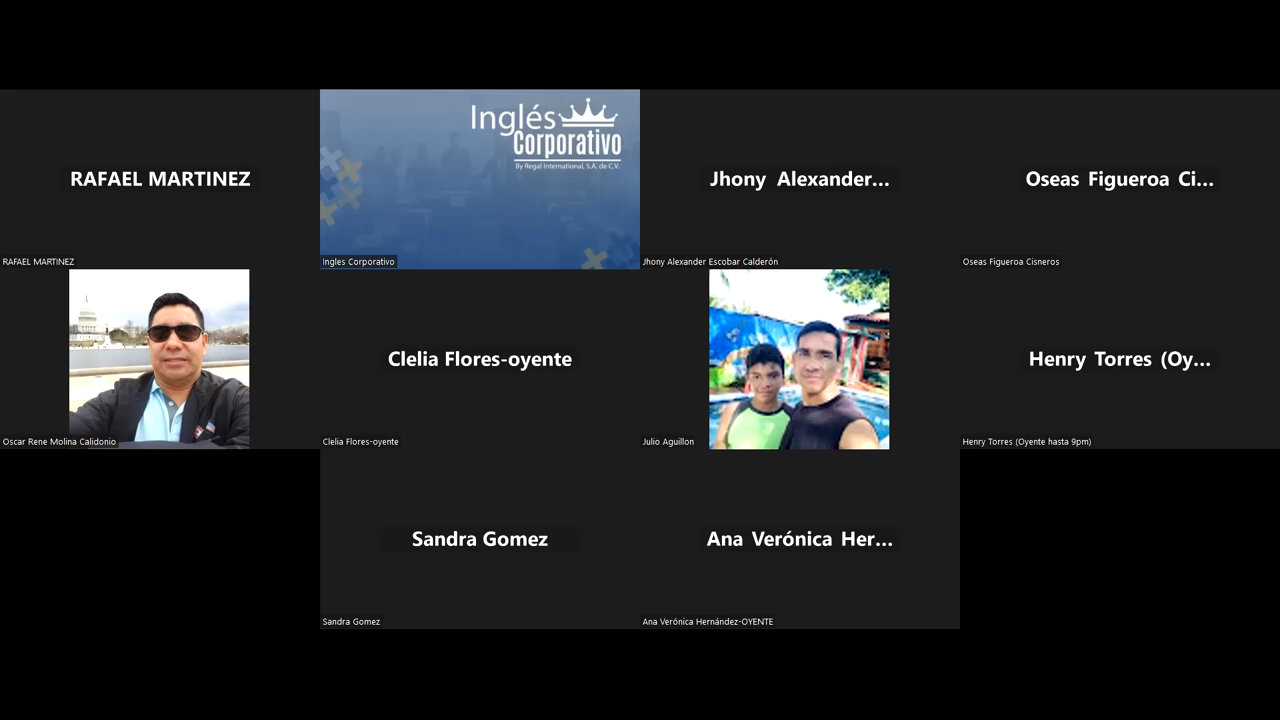 RAFAEL MARTINEZ
RAFAEL MARTINEZ
Inglés
Corporativo
By Regal International, S.A. de C.V.
Ingles Corporativo
Jhony Alexander...
Jhony Alexander Escobar Calderón
Oseas Figueroa Ci...
Oseas Figueroa Cisneros
Oscar Rene Molina Calidonio
Clelia Flores-oyente
Clelia Flores-oyente
Julio Aguillon
Henry Torres (Oy...
Henry Torres (Oyente hasta 9pm)
Sandra Gomez
Sandra Gomez
Ana Verónica Her...
Ana Verónica Hernández-OYENTE